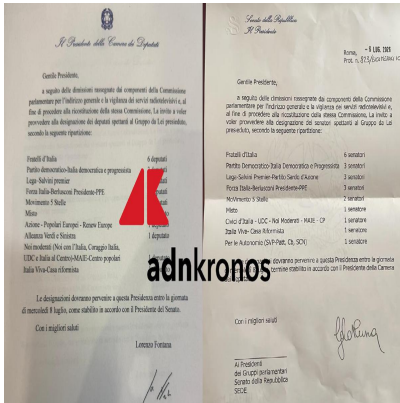 Il Presidente della Camera dei Deputati
Gentile Presidente,
a seguito delle dimissioni rassegnate dai componenti della Commissione
parlamentare per l'indirizzo generale e la vigilanza dei servizi radiotelevisivi e, al
fine di procedere alla ricostituzione della stessa Commissione, La invito a
voler provvedere alla designazione dei deputati spettanti al Gruppo da Lei
presieduto, secondo la seguente ripartizione:
Fratelli d'Italia 6 deputati
Partito Democratico-Italia democratica e progressista
Lega-Salvini premier
Forza Italia-Berlusconi Presidente-PPE
Movimento 5 Stelle
Misto
Azione - Popolari Europei - Renew Europe 1 deputato
Alleanza Verdi e Sinistra 1 deputato
Noi moderati (Noi con l'Italia, Coraggio Italia,
UDC e Italia al Centro)-MAIE-Centro popolari 1 deputato
Italia Viva-Casa riformista
Le designazioni dovranno pervenire a questa Presidenza entro la giornata
di mercoledì 8 luglio, come stabilito in accordo con il Presidente del Senato.
Con i migliori saluti
Lorenzo Fontana
Senato della Repubblica
Il Presidente
Roma, - 6 LUG. 2026
Prot. n. 823/
Gentile Presidente,
a seguito delle dimissioni rassegnate dai componenti della Commissione
parlamentare per l'indirizzo generale e la vigilanza nei servizi radiotelevisivi e, al
fine di procedere alla ricostituzione della stessa Commissione, La invito a
voler provvedere alla designazione dei senatori spettanti al Gruppo da Lei
presieduto, secondo la seguente ripartizione:
Fratelli d'Italia 6 senatori
Partito Democratico-Italia Democratica e Progressista 3 senatori
Lega-Salvini Premier-Partito Sardo d'Azione 2 senatori
Forza Italia-Berlusconi Presidente-PPE senatori
MoVimento 5 Stelle 2 senatori
Misto 1 senatore
Civici d'Italia - UDC - Noi Moderati - MAIE - CP 1 senatore
Italia Viva- Casa Riformista 1 senatore
Per le Autonomie (SVP-Patt, Cb, SCN) 1 senatore
dovranno pervenire a questa Presidenza entro la giornata
termine stabilito in accordo con il Presidente della Camera
Con i migliori saluti
Ai Presidenti
dei Gruppi parlamentari
Senato della Repubblica
SEDE
adnkronos